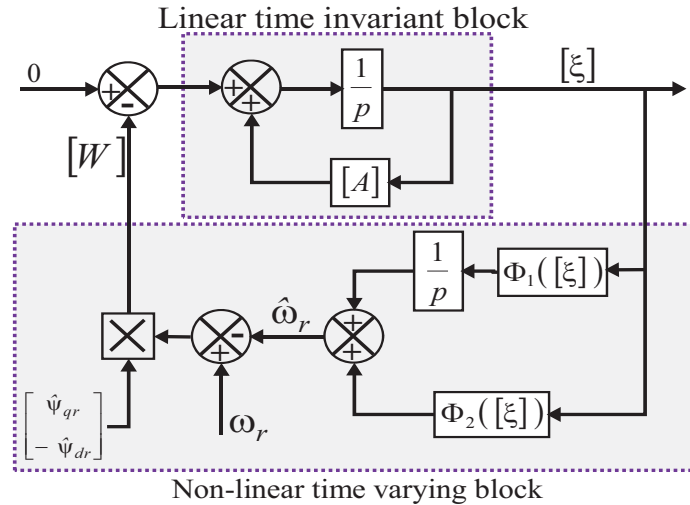 Linear time invariant block
0
+
-
+
+
1
p
[ξ]
[W]
[A]
1
p
Φ₁([ξ])
ω̂r
-
+
+
+
Φ₂([ξ])
ωr
ψ̂qr
- ψ̂dr
Non-linear time varying block